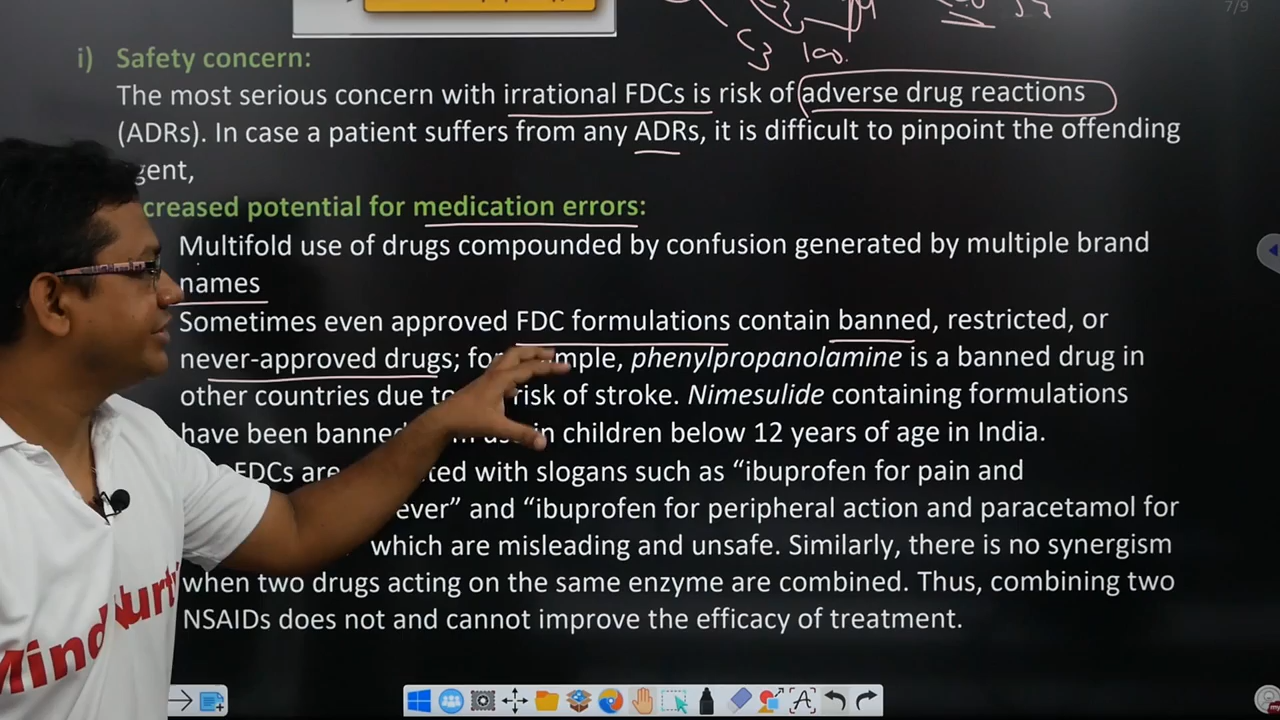 7/9
C3 100.
i) Safety concern:
The most serious concern with irrational FDCs is risk of adverse drug reactions
(ADRs). In case a patient suffers from any ADRs, it is difficult to pinpoint the offending
gent,
creased potential for medication errors:
Multifold use of drugs compounded by confusion generated by multiple brand
names
Sometimes even approved FDC formulations contain banned, restricted, or
never-approved drugs; for mple, phenylpropanolamine is a banned drug in
other countries due to risk of stroke. Nimesulide containing formulations
have been banned in children below 12 years of age in India.
FDCs are ted with slogans such as “ibuprofen for pain and
ever” and “ibuprofen for peripheral action and paracetamol for
which are misleading and unsafe. Similarly, there is no synergism
when two drugs acting on the same enzyme are combined. Thus, combining two
NSAIDs does not and cannot improve the efficacy of treatment.
Mind Nurt